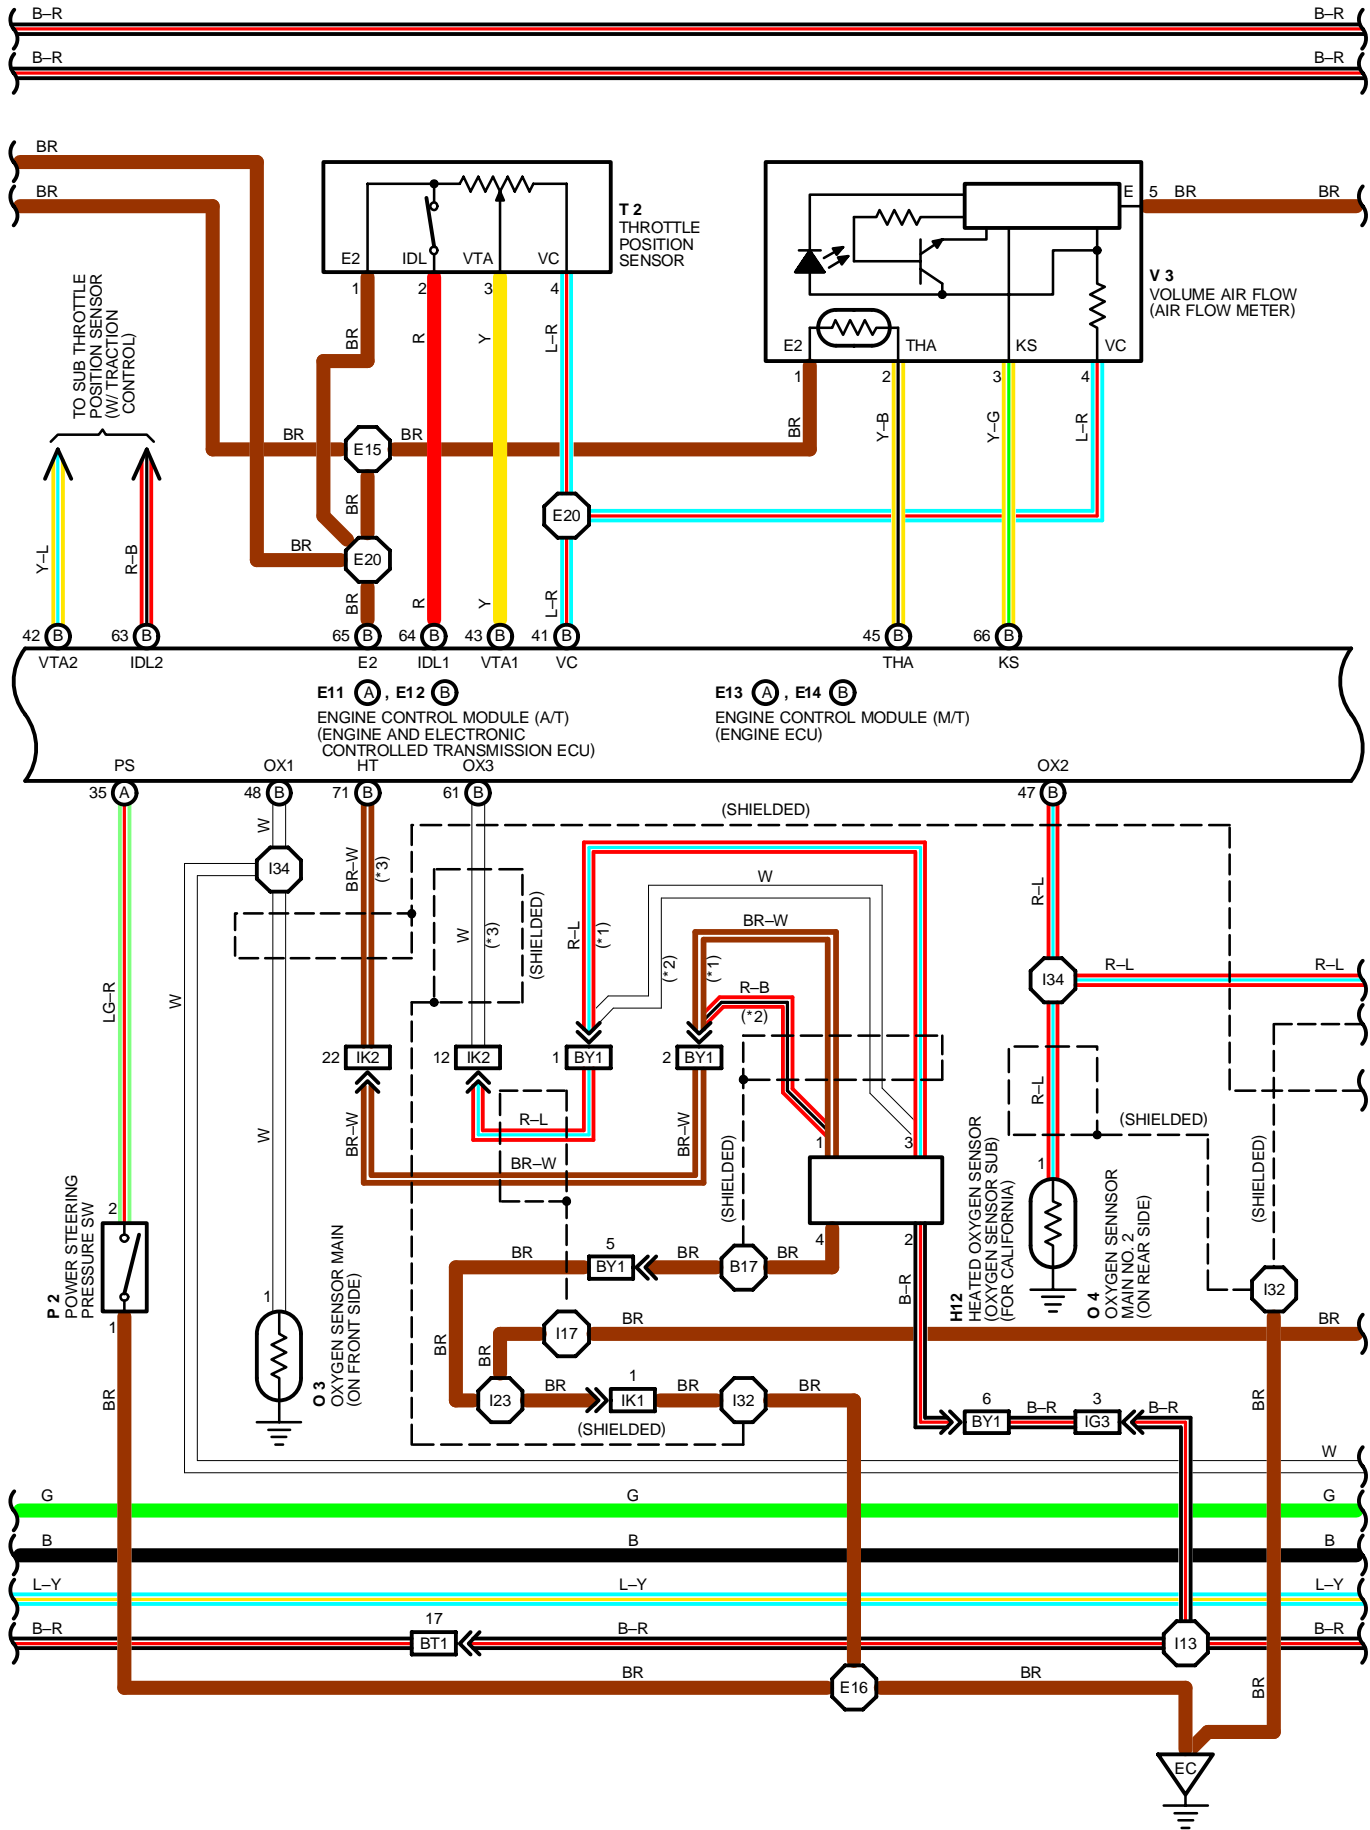 B–R B–R
B–R B–R
BR
BR
T 2
THROTTLE
POSITION
SENSOR
E2 IDL VTA VC
1 2 3 4
BR R Y L–R
E 5 BR BR
V 3
VOLUME AIR FLOW
(AIR FLOW METER)
E2 THA KS VC
1 2 3 4
BR Y–B Y–G L–R
TO SUB THROTTLE
POSITION SENSOR
(W/ TRACTION
CONTROL)
BR E15 BR
BR
E20
BR E20
Y–L R–B BR R Y L–R
42 B 63 B 65 B 64 B 43 B 41 B 45 B 66 B
VTA2 IDL2 E2 IDL1 VTA1 VC THA KS
E11 A , E12 B
ENGINE CONTROL MODULE (A/T)
(ENGINE AND ELECTRONIC
CONTROLLED TRANSMISSION ECU)
E13 A , E14 B
ENGINE CONTROL MODULE (M/T)
(ENGINE ECU)
PS OX1 HT OX3 OX2
35 A 48 B 71 B 61 B 47 B
(SHIELDED)
W
I34
BR–W
(*3)
W
(*3)
(SHIELDED)
R–L
(*1)
W
(*2)
BR–W
(*1)
R–B
(*2)
R–L
I34 R–L R–L
LG–R
W
22 IK2 12 IK2 1 BY1 2 BY1
R–L
W
BR–W
BR–W
BR–W
(SHIELDED)
1 3
4 2
R–L
(SHIELDED)
1
(SHIELDED)
2
P 2
POWER STEERING
PRESSURE SW
1
1
O 3
OXYGEN SENSOR MAIN
(ON FRONT SIDE)
H12
HEATED OXYGEN SENSOR
(OXYGEN SENSOR SUB)
(FOR CALIFORNIA)
O 4
OXYGEN SENNSOR
MAIN NO. 2
(ON REAR SIDE)
BR 5 BY1 BR B17 BR
B–R
I32
I17 BR BR
BR BR
BR
I23 BR 1 IK1 BR I32 BR
(SHIELDED)
6 BY1 B–R 3 IG3 B–R
BR
W
G G G
B B B
L–Y L–Y L–Y
B–R 17 BT1 B–R I13 B–R
BR E16 BR
BR
EC